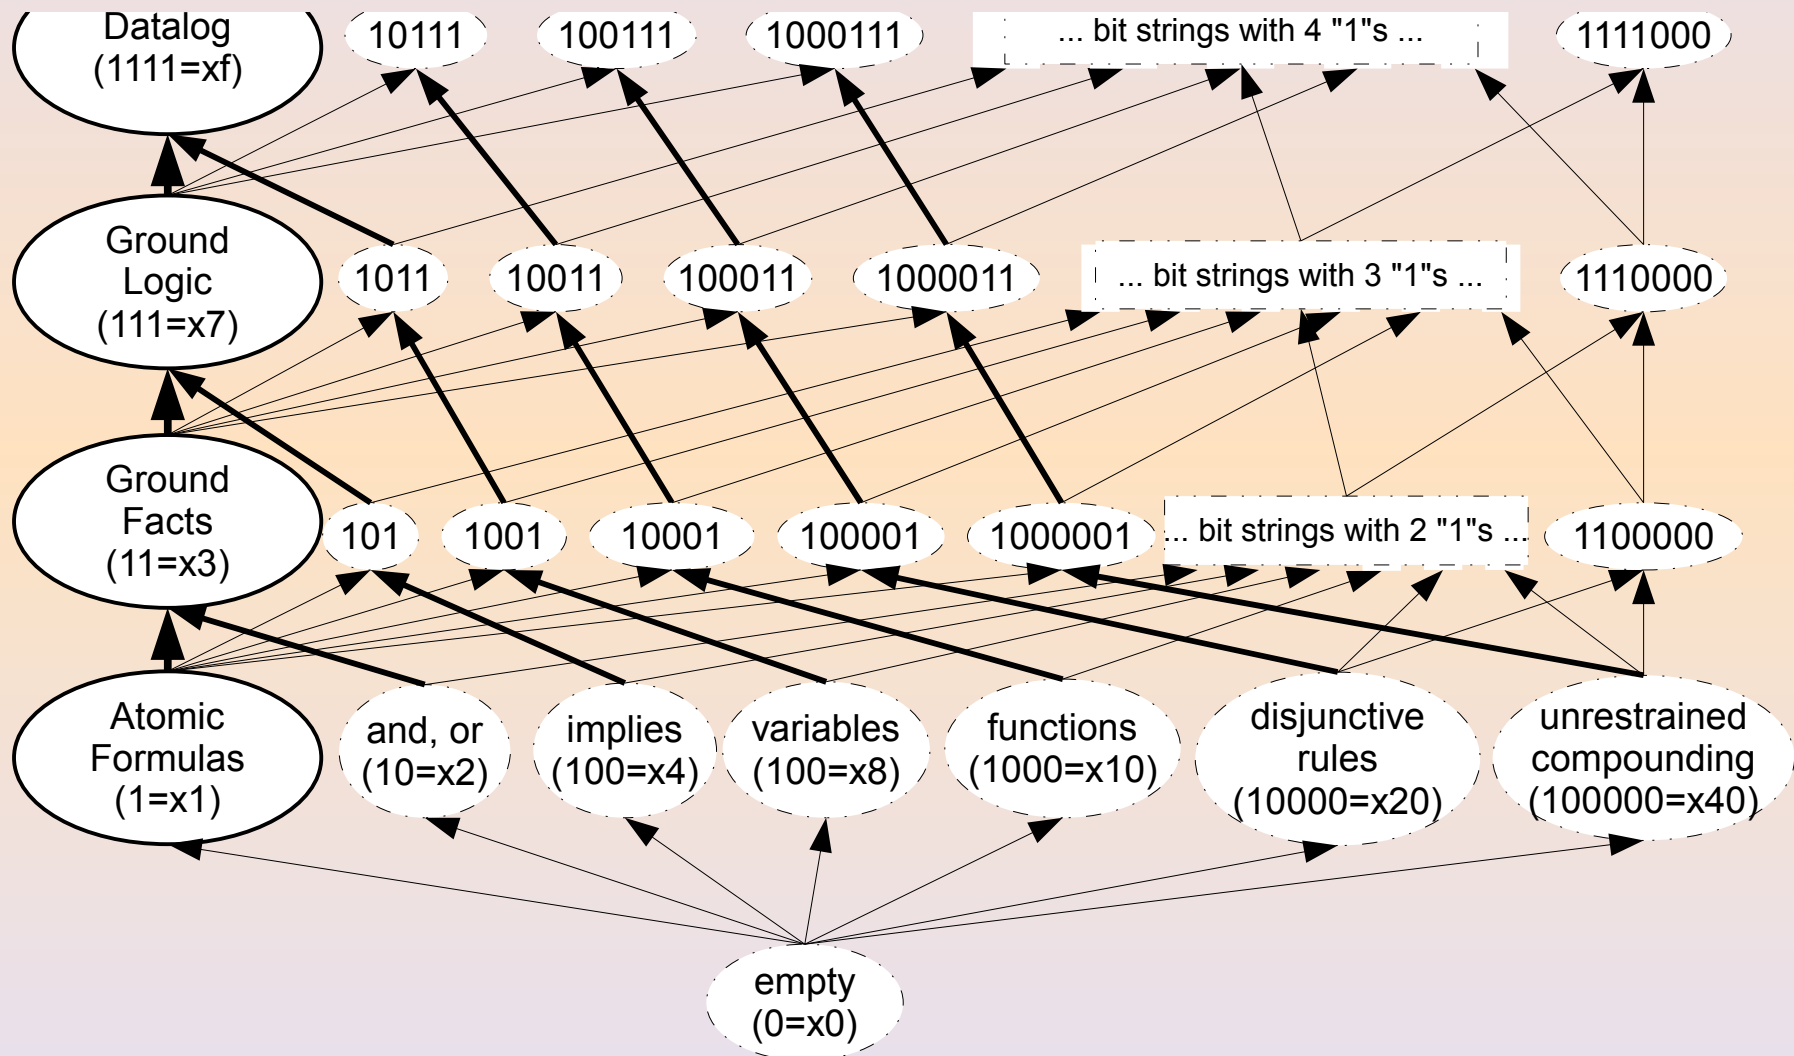 Datalog
(1111=xf)
10111
100111
1000111
... bit strings with 4 "1"s ...
1111000
Ground
Logic
(111=x7)
1011
10011
100011
1000011
... bit strings with 3 "1"s ...
1110000
Ground
Facts
(11=x3)
101
1001
10001
100001
1000001
... bit strings with 2 "1"s ...
1100000
Atomic
Formulas
(1=x1)
and, or
(10=x2)
implies
(100=x4)
variables
(100=x8)
functions
(1000=x10)
disjunctive
rules
(10000=x20)
unrestrained
compounding
(100000=x40)
empty
(0=x0)